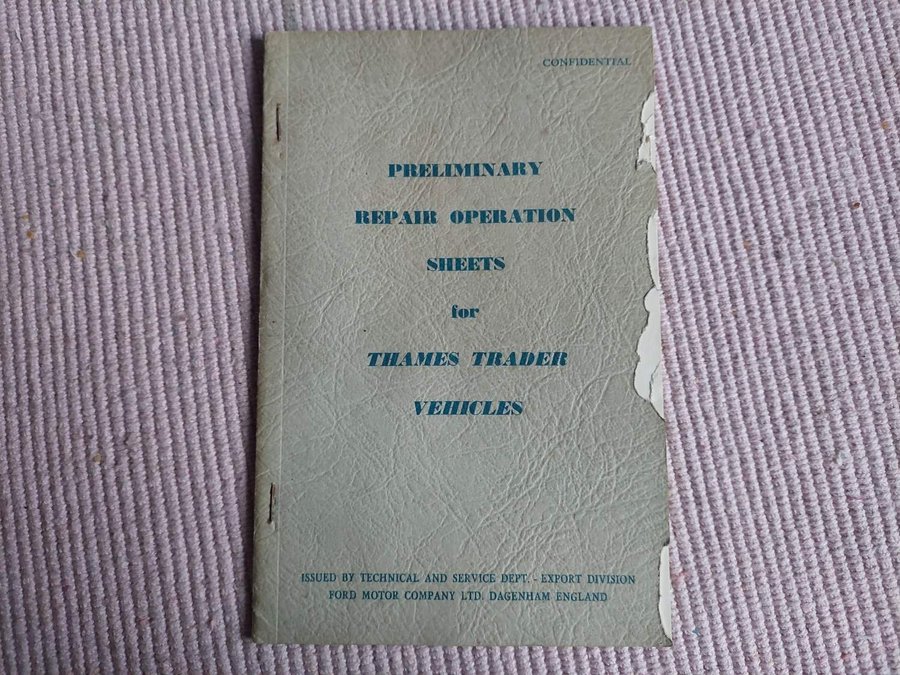 CONFIDENTIAL
PRELIMINARY
REPAIR OPERATION
SHEETS
for
THAMES TRADER
VEHICLES
ISSUED BY TECHNICAL AND SERVICE DEPT. - EXPORT DIVISION
FORD MOTOR COMPANY LTD. DAGENHAM ENGLAND